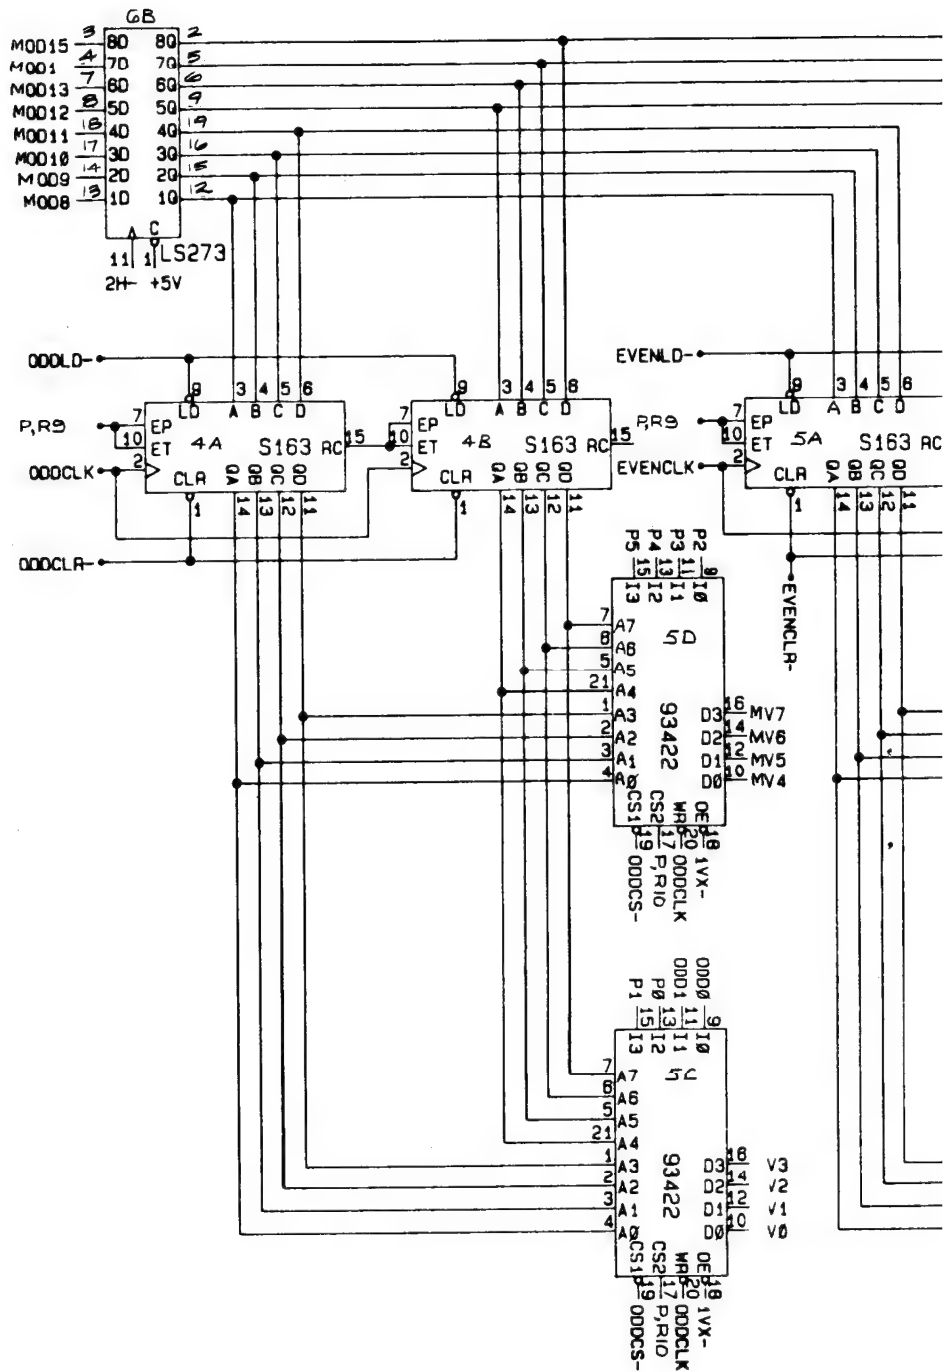 6B
MOD15 3 8D 8Q 2
MOD1 4 7D 7Q 5
MOD13 7 6D 6Q 6
MOD12 8 5D 5Q 9
MOD11 18 4D 4Q 19
MOD10 17 3D 3Q 16
MOD9 14 2D 2Q 15
MOD8 13 1D 1Q 12
C
11 1 LS273
2H- +5V
ODDLD-
EVENLD-
9 3 4 5 6
9 3 4 5 6
9 3 4 5 6
LD A B C D
LD A B C D
LD A B C D
P,R9 7 EP
7 EP
P,R9 7 EP
10 ET 4A S163 RC 15
10 ET 4B S163 RC 15
10 ET 5A S163 RC
ODDCLK 2
2
EVENCLK 2
CLR QA QB QC QD
CLR QA QB QC QD
CLR QA QB QC QD
1 14 13 12 11
1 14 13 12 11
1 14 13 12 11
ODDCLR-
EVENCLR-
P5 P4 P3 P2
15 13 11 9
I3 I2 I1 I0
5D
93422
7 A7
6 A6
5 A5
21 A4
1 A3 D3 16 MV7
2 A2 D2 14 MV6
3 A1 D1 12 MV5
4 A0 D0 10 MV4
CS1 CS2 WR OE
19 17 20 18
ODDCS- P,R10 ODDCLK 1VX-
P1 P0 ODD1 ODD0
15 13 11 9
I3 I2 I1 I0
5C
93422
7 A7
6 A6
5 A5
21 A4
1 A3 D3 16 V3
2 A2 D2 14 V2
3 A1 D1 12 V1
4 A0 D0 10 V0
CS1 CS2 WR OE
19 17 20 18
ODDCS- P,R10 ODDCLK 1VX-